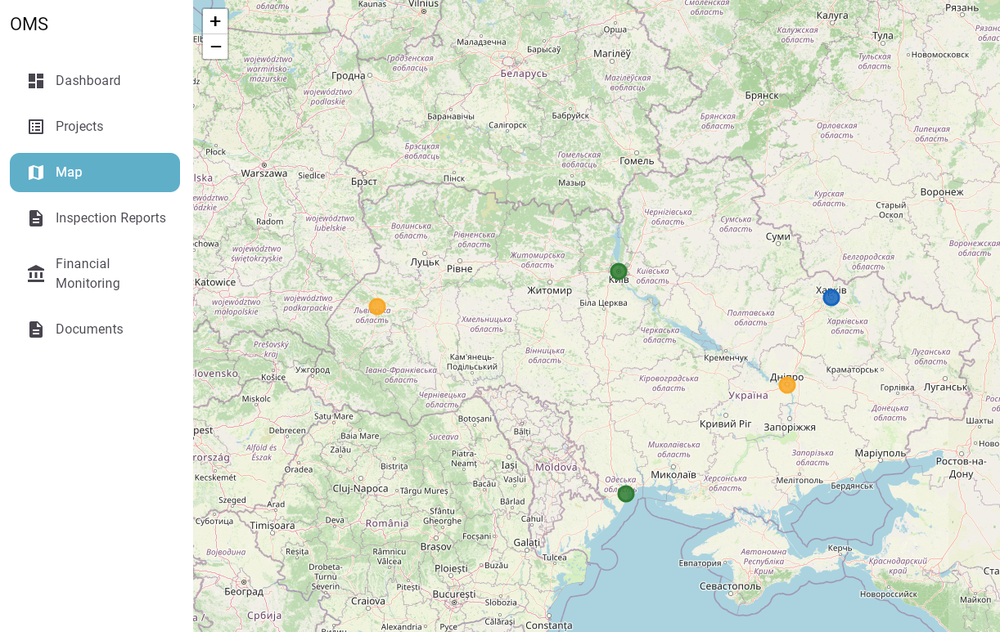 OMS
Dashboard
Projects
Map
Inspection Reports
Financial
Monitoring
Documents
+
−
область
Kaunas
Vilnius
Смоленская
область
Калуга
Рязань
Орша
Маладзечна
Барысаў
Магілёў
Калужская
область
Тула
Новомосковск
województwo
warmińsko-
mazurskie
Гродзенская
вобласць
Беларусь
Гродна
Магілёўская
вобласць
Тульская
область
województwo
podlaskie
Брянск
Баранавічы
Бабруйск
Салігорск
Брянская
область
Орловская
область
Липецкая
область
Płock
Брэсцкая
вобласць
Гомельская
вобласць
Гомель
Warszawa
Siedlce
Брэст
Пінск
Мазыр
Воронеж
Курская
область
Старый
Оскол
Radom
województwo
lubelskie
Волинська
область
Рівненська
область
Чернігівська
область
Сумська
область
Суми
województwo
świętokrzyskie
Житомирська
область
Белгородская
область
Воронежская
область
Луцьк
Рівне
Київ
Київська
область
Katowice
Житомир
Харків
województwo
małopolskie
województwo
podkarpackie
Біла Церква
Львівська
область
Хмельницька
область
Полтавська
область
Харківська
область
Черкаська
область
Prešovský
kraj
Вінницька
область
Луганська
область
Кам'янець-
Подільський
Кременчук
Slovensko
Košice
Ужгород
Івано-Франківська
область
Кіровоградська
область
Дніпро
Краматорськ
Горлівка
Луганськ
Україна
Miskolc
Чернівецька
область
Донецька
область
Satu Mare
Botoșani
Кривий Ріг
Запоріжжя
Шахты
Debrecen
Baia Mare
Suceava
Bălți
Alföld és
Észak
Zalău
Миколаївська
область
Запорізька
область
Маріуполь
Oradea
Bistrița
Piatra-
Neamț
Iași
Moldova
Ростов-на-
Дону
Kecskemét
Vaslui
Одеська
область
Миколаїв
Херсонська
область
Мелітополь
Бердянськ
Cluj-Napoca
Târgu Mureș
Bacău
Szeged
Arad
Bârlad
Sfântu
Gheorghe
Суботица
Timișoara
Deva
România
Cahul
Focșani
Galați
Војводина
Reșița
Râmnicu
Vâlcea
Brașov
Tulcea
Керчь
Автономна
Республіка
Крим
Евпатория
Краснодарский
край
Drobeta-
Turnu
Severin
Ploiești
Buzău
Београд
Pitești
București
Севастополь
Новороссийск
Майкоп
Craiova
Slobozia
Србија
Călărași
Alexandria
Русе
Constanța